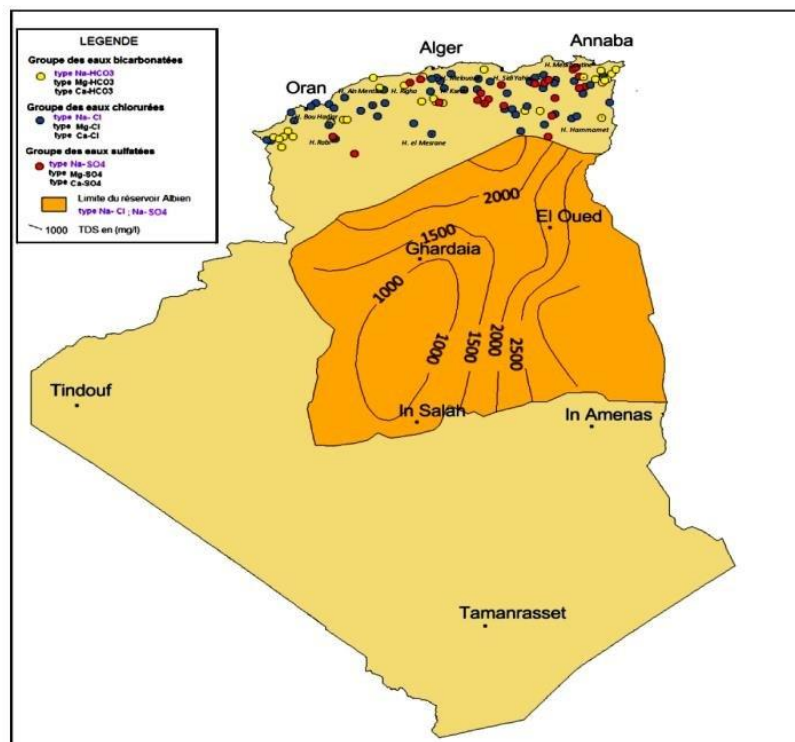 LEGENDE
Groupe des eaux bicarbonatées
type Na-HCO3
type Mg-HCO3
type Ca-HCO3
Groupe des eaux chlorurées
type Na- Cl
type Mg-Cl
type Ca-Cl
Groupe des eaux sulfatées
type Na-SO4
type Mg-SO4
type Ca-SO4
Limite du réservoir Albien
type Na- Cl ; Na- SO4
1000 TDS en (mg/l)
Alger
Annaba
Oran
H. Bou Hadjar
H. Rabi
H. el Mesrane
H. Hammamet
2000
El Oued
1500
Ghardaia
1000
1000
1500
2000
2500
Tindouf
In Salah
In Amenas
Tamanrasset